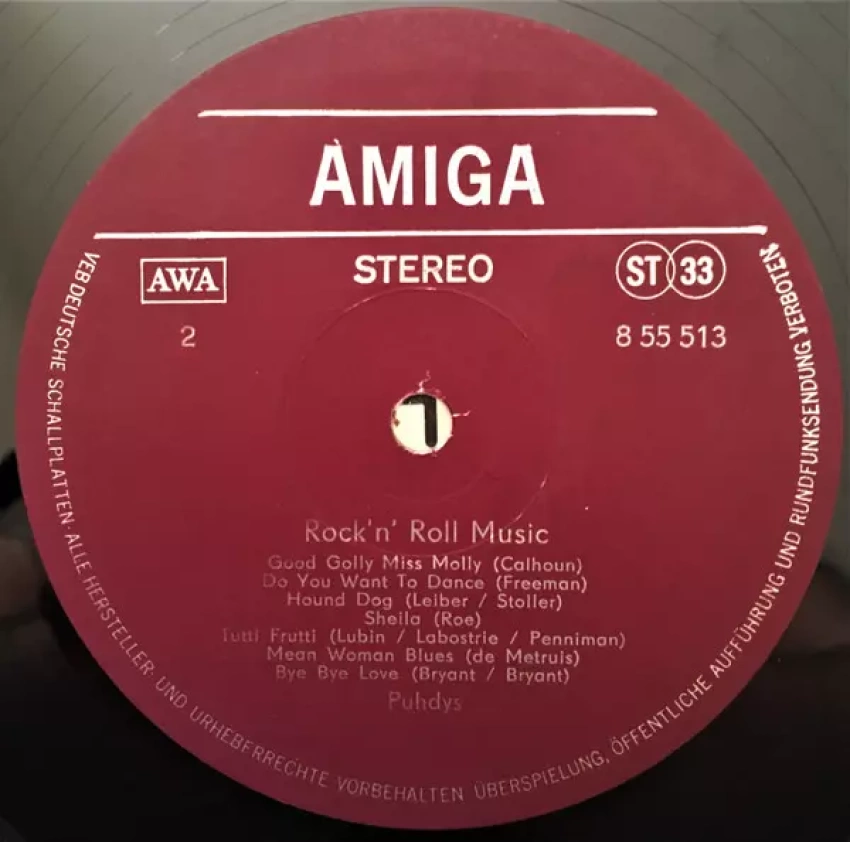 AMIGA
AWA
STEREO
ST 33
2
8 55 513
Rock'n' Roll Music
Good Golly Miss Molly (Calhoun)
Do You Want To Dance (Freeman)
Hound Dog (Leiber / Stoller)
Sheila (Roe)
Tutti Frutti (Lubin / Labostrie / Penniman)
Mean Woman Blues (de Metruis)
Bye Bye Love (Bryant / Bryant)
Puhdys
VEB DEUTSCHE SCHALLPLATTEN · ALLE HERSTELLER- UND URHEBERRECHTE VORBEHALTEN ÜBERSPIELUNG, ÖFFENTLICHE AUFFÜHRUNG UND RUNDFUNKSENDUNG VERBOTEN